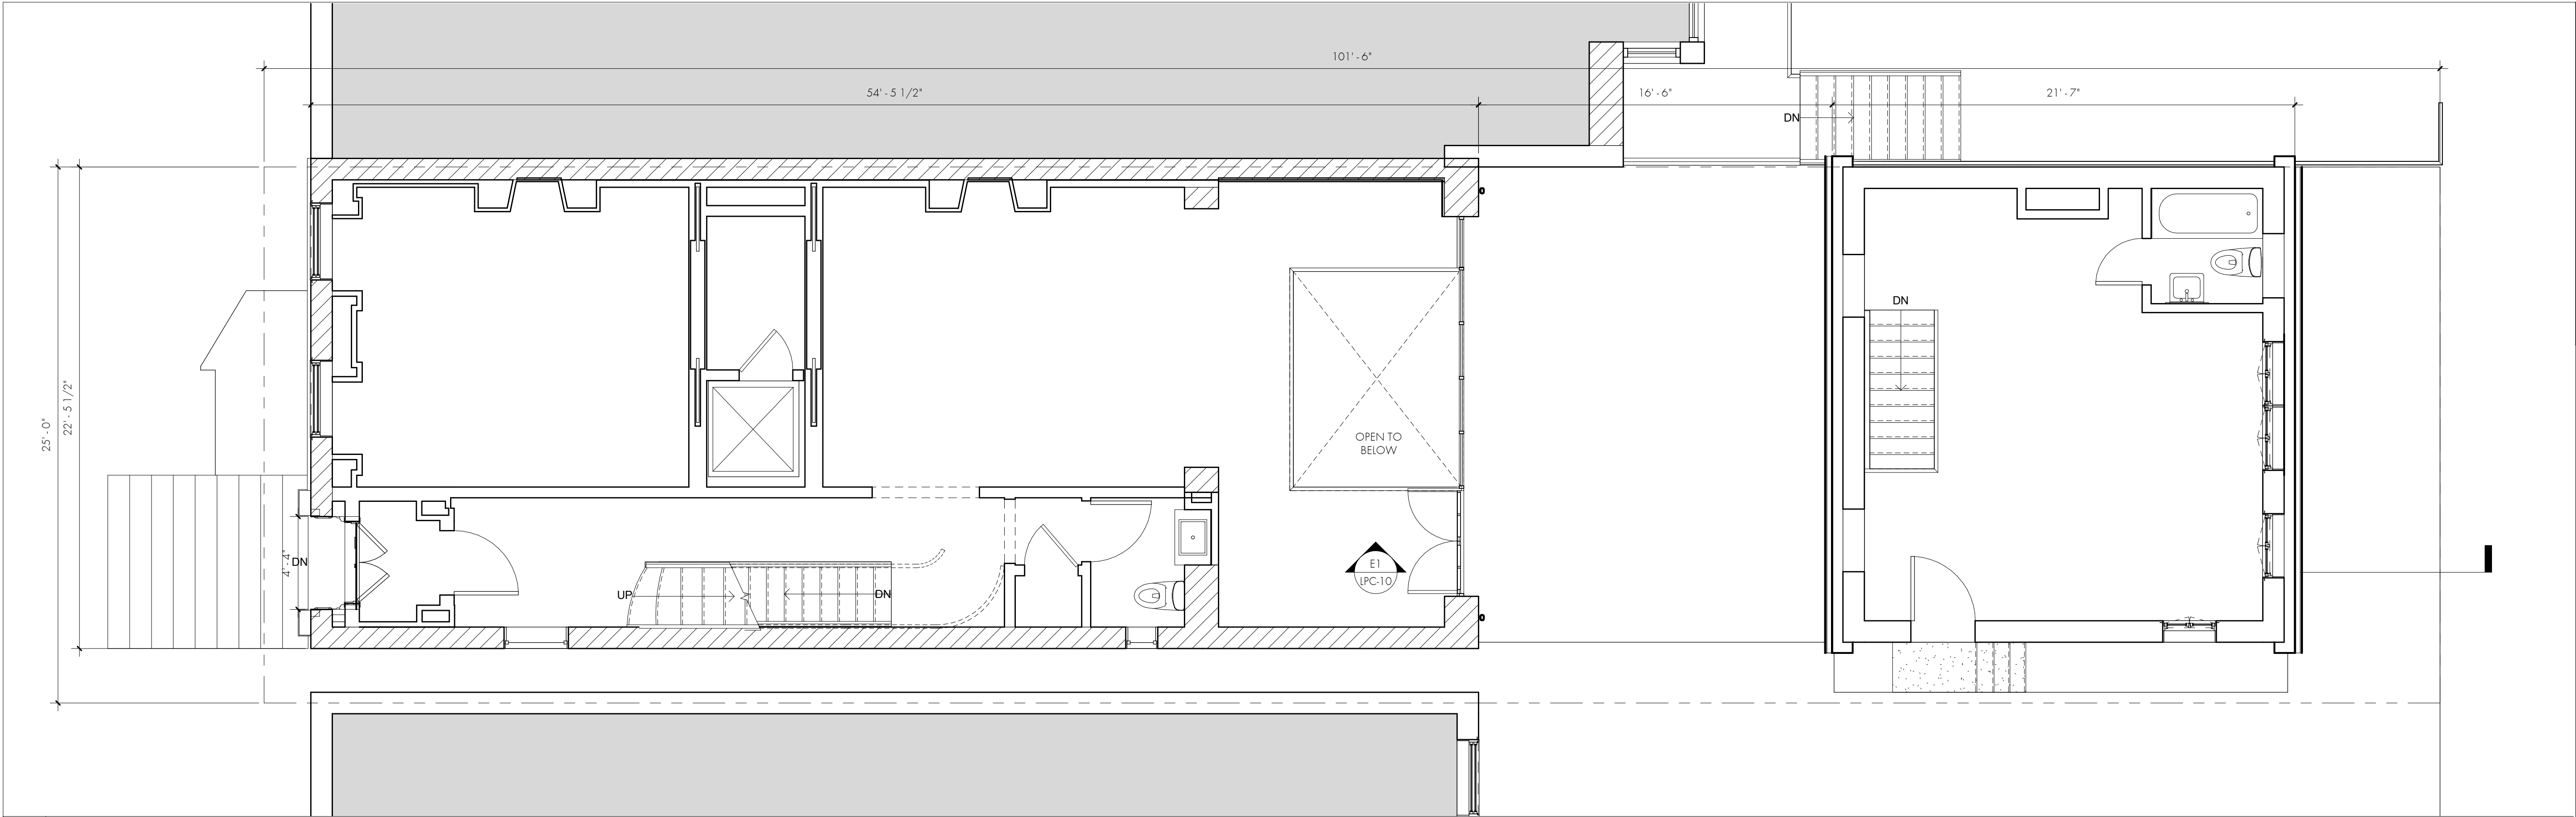 101' - 6"
54' - 5 1/2"
16' - 6"
21' - 7"
DN
25' - 0"
22' - 5 1/2"
DN
OPEN TO
BELOW
4' - 4"
DN
E1
LPC-10
UP
DN